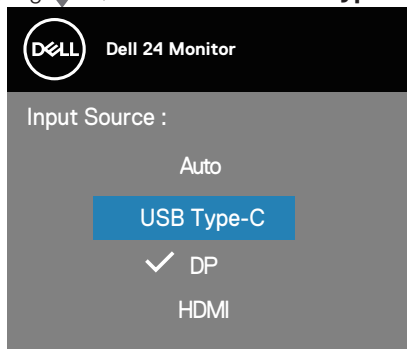 DELL Dell 24 Monitor
Input Source :
Auto
USB Type-C
✓ DP
HDMI